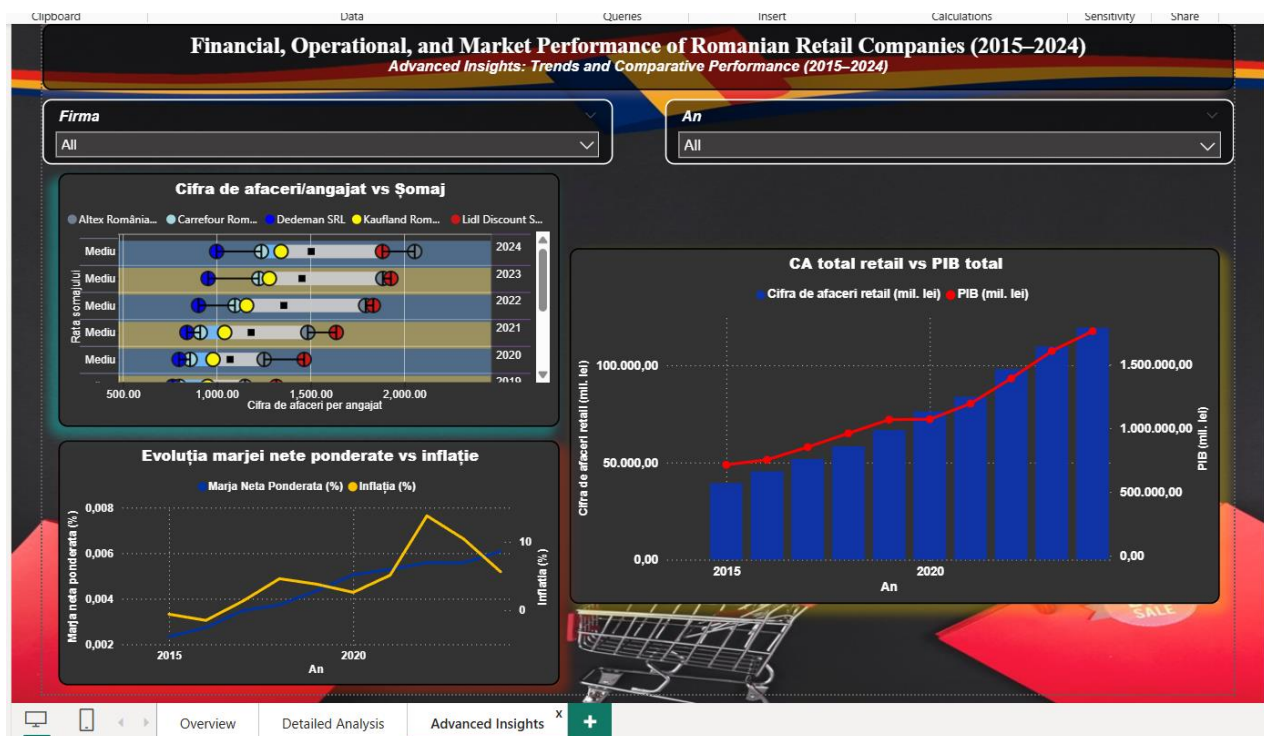 Clipboard Data Queries Insert Calculations Sensitivity Share
Financial, Operational, and Market Performance of Romanian Retail Companies (2015–2024)
Advanced Insights: Trends and Comparative Performance (2015–2024)
Firma
All
An
All
Cifra de afaceri/angajat vs Șomaj
Altex România... Carrefour Rom... Dedeman SRL Kaufland Rom... Lidl Discount S...
Rata somajului
Mediu 2024
Mediu 2023
Mediu 2022
Mediu 2021
Mediu 2020
2019
500.00 1,000.00 1,500.00 2,000.00
Cifra de afaceri per angajat
Evoluția marjei nete ponderate vs inflație
Marja Neta Ponderata (%) Inflația (%)
Marja neta ponderata (%)
0,008
0,006
0,004
0,002
10
0
Inflatia (%)
2015 2020
An
CA total retail vs PIB total
Cifra de afaceri retail (mil. lei) PIB (mil. lei)
Cifra de afaceri retail (mil. lei)
100.000,00
50.000,00
0,00
1.500.000,00
1.000.000,00
500.000,00
0,00
PIB (mil. lei)
2015 2020
An
SALE
Overview Detailed Analysis Advanced Insights x +